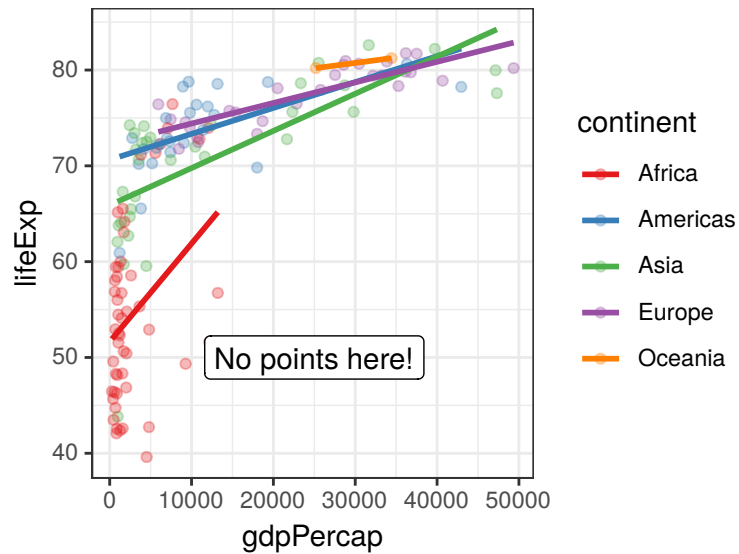 80
70
60
50
40
lifeExp
No points here!
0 10000 20000 30000 40000 50000
gdpPercap
continent
Africa
Americas
Asia
Europe
Oceania